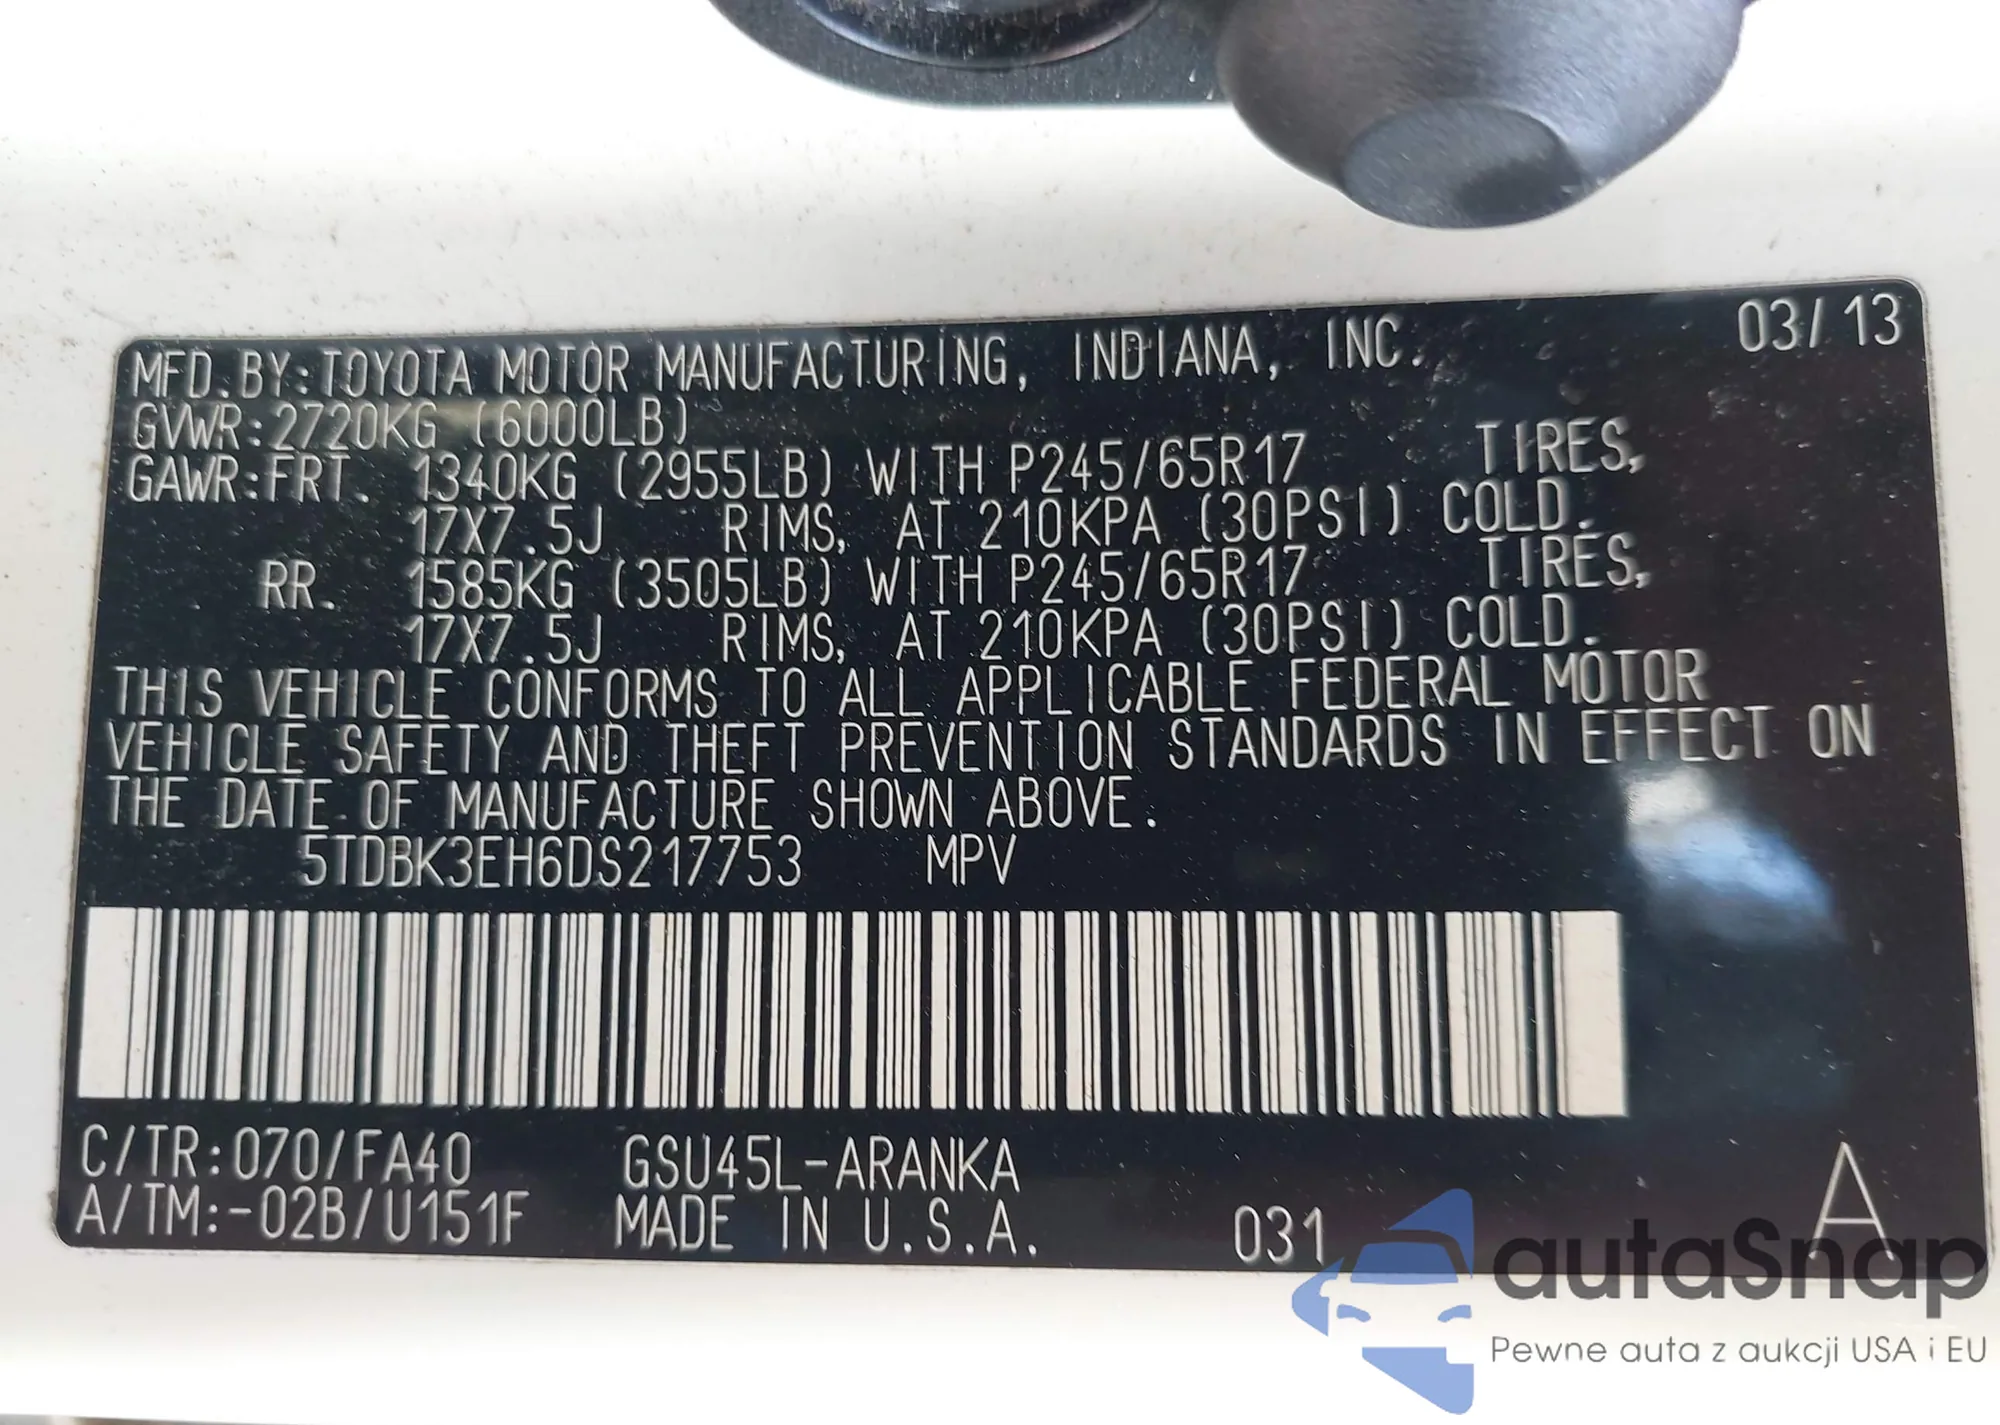 03/13
MFD.BY:TOYOTA MOTOR MANUFACTURING, INDIANA, INC.
GVWR:2720KG (6000LB)
GAWR:FRT. 1340KG (2955LB) WITH P245/65R17 TIRES,
17X7.5J RIMS, AT 210KPA (30PSI) COLD.
RR. 1585KG (3505LB) WITH P245/65R17 TIRES,
17X7.5J RIMS, AT 210KPA (30PSI) COLD.
THIS VEHICLE CONFORMS TO ALL APPLICABLE FEDERAL MOTOR
VEHICLE SAFETY AND THEFT PREVENTION STANDARDS IN EFFECT ON
THE DATE OF MANUFACTURE SHOWN ABOVE.
5TDBK3EH6DS217753 MPV
C/TR:070/FA40 GSU45L-ARANKA
A/TM:-02B/U151F MADE IN U.S.A. 031 A
autaSnap
Pewne auta z aukcji USA i EU